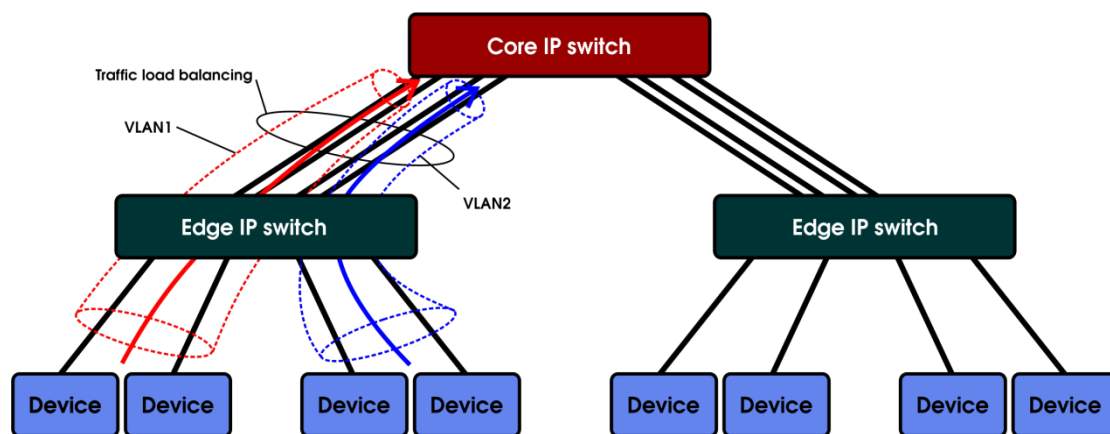 Core IP switch
Traffic load balancing
VLAN1
VLAN2
Edge IP switch
Edge IP switch
Device
Device
Device
Device
Device
Device
Device
Device